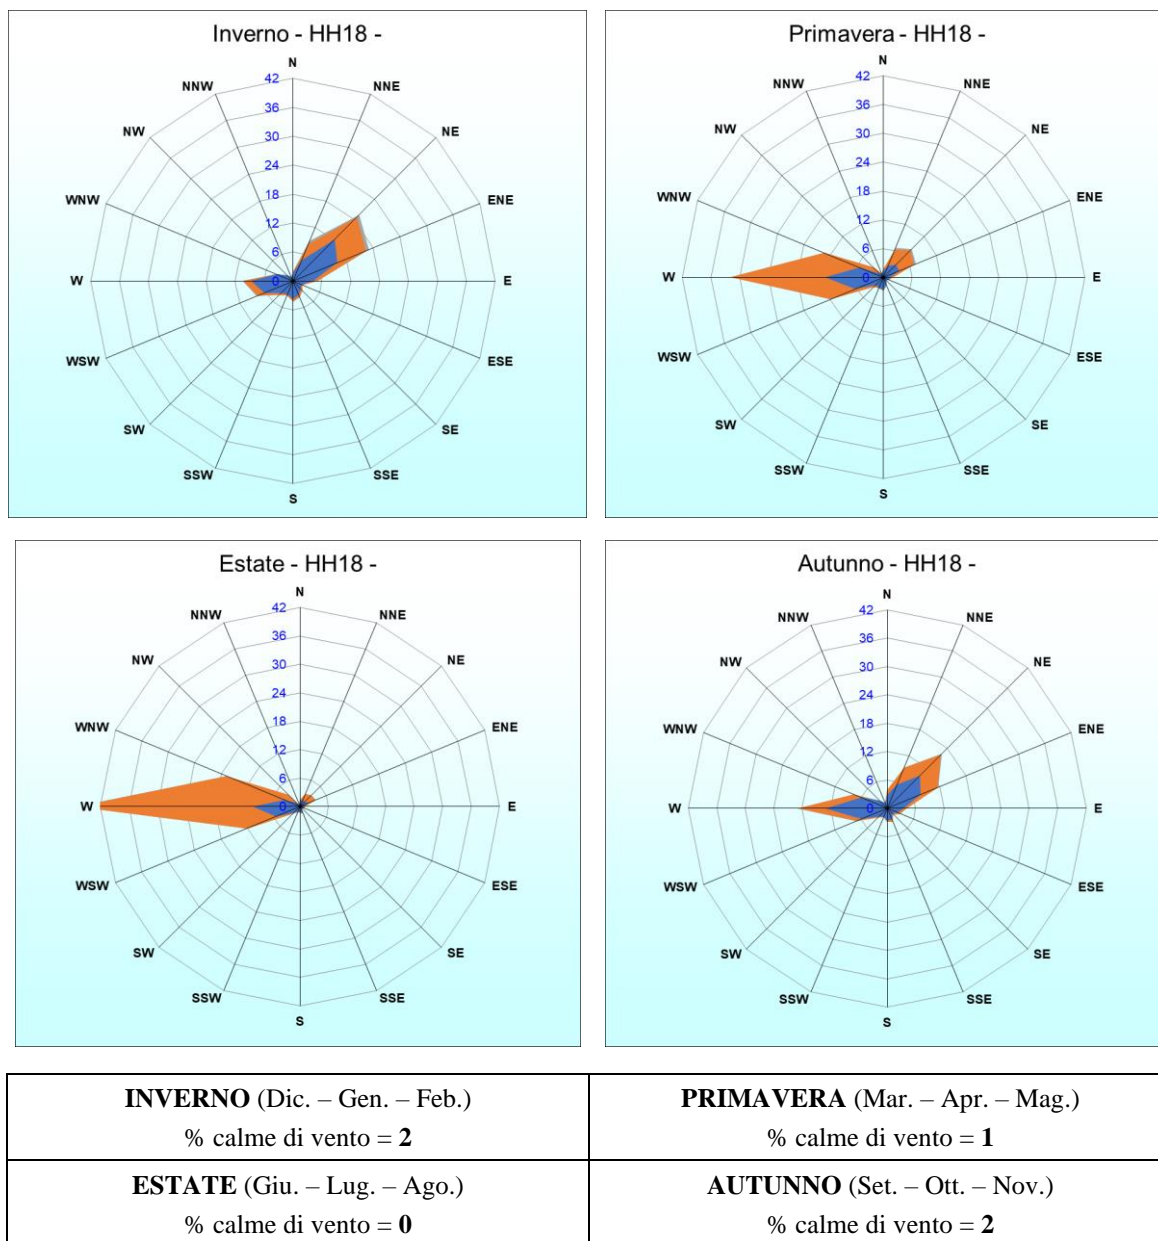 Inverno - HH18 -
N
NNW
NNE
NW
NE
WNW
ENE
W
E
WSW
ESE
SW
SE
SSW
SSE
S
42
36
30
24
18
12
6
0
Primavera - HH18 -
N
NNW
NNE
NW
NE
WNW
ENE
W
E
WSW
ESE
SW
SE
SSW
SSE
S
42
36
30
24
18
12
6
0
Estate - HH18 -
N
NNW
NNE
NW
NE
WNW
ENE
W
E
WSW
ESE
SW
SE
SSW
SSE
S
42
36
30
24
18
12
6
0
Autunno - HH18 -
N
NNW
NNE
NW
NE
WNW
ENE
W
E
WSW
ESE
SW
SE
SSW
SSE
S
42
36
30
24
18
12
6
0
INVERNO (Dic. – Gen. – Feb.)
% calme di vento = 2
PRIMAVERA (Mar. – Apr. – Mag.)
% calme di vento = 1
ESTATE (Giu. – Lug. – Ago.)
% calme di vento = 0
AUTUNNO (Set. – Ott. – Nov.)
% calme di vento = 2